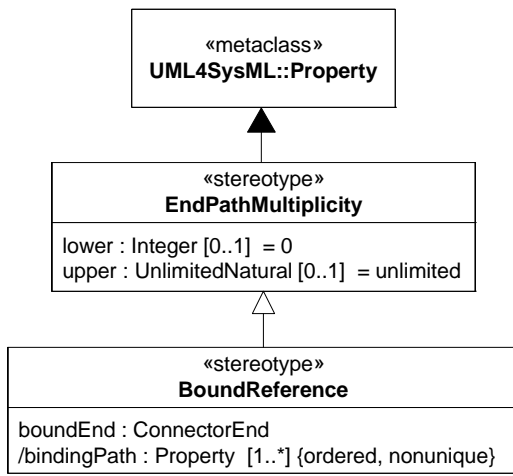 «metaclass»
UML4SysML::Property
«stereotype»
EndPathMultiplicity
lower : Integer [0..1] = 0
upper : UnlimitedNatural [0..1] = unlimited
«stereotype»
BoundReference
boundEnd : ConnectorEnd
/bindingPath : Property [1..*] {ordered, nonunique}